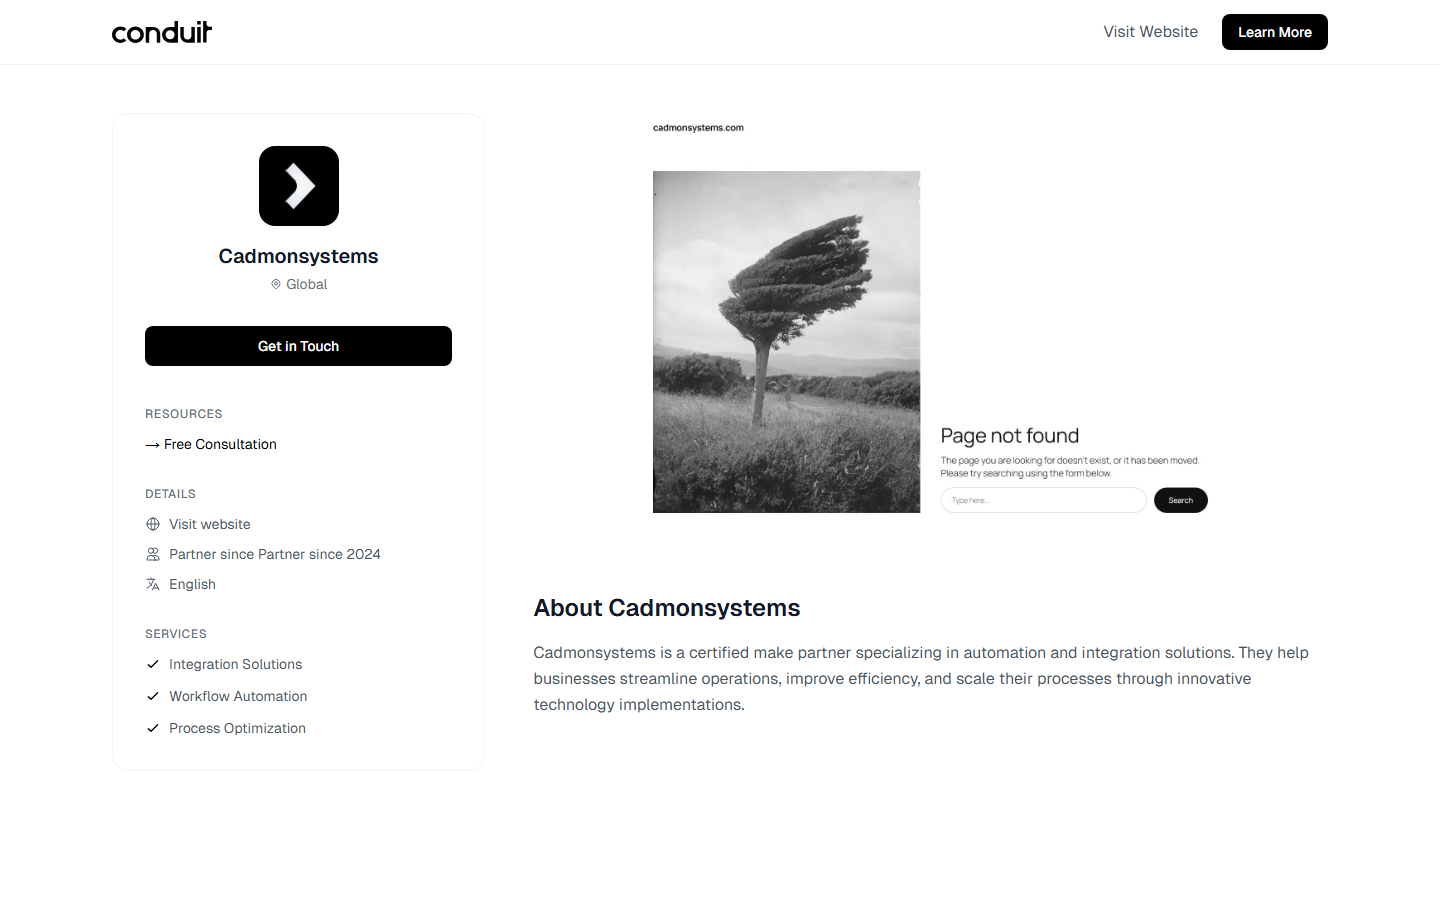 conduit
Visit Website
Learn More
Cadmonsystems
Global
Get in Touch
RESOURCES
→ Free Consultation
DETAILS
Visit website
Partner since Partner since 2024
English
SERVICES
Integration Solutions
Workflow Automation
Process Optimization
cadmonsystems.com
Page not found
The page you are looking for doesn't exist, or it has been moved.
Please try searching using the form below.
Type here...
Search
About Cadmonsystems
Cadmonsystems is a certified make partner specializing in automation and integration solutions. They help
businesses streamline operations, improve efficiency, and scale their processes through innovative
technology implementations.